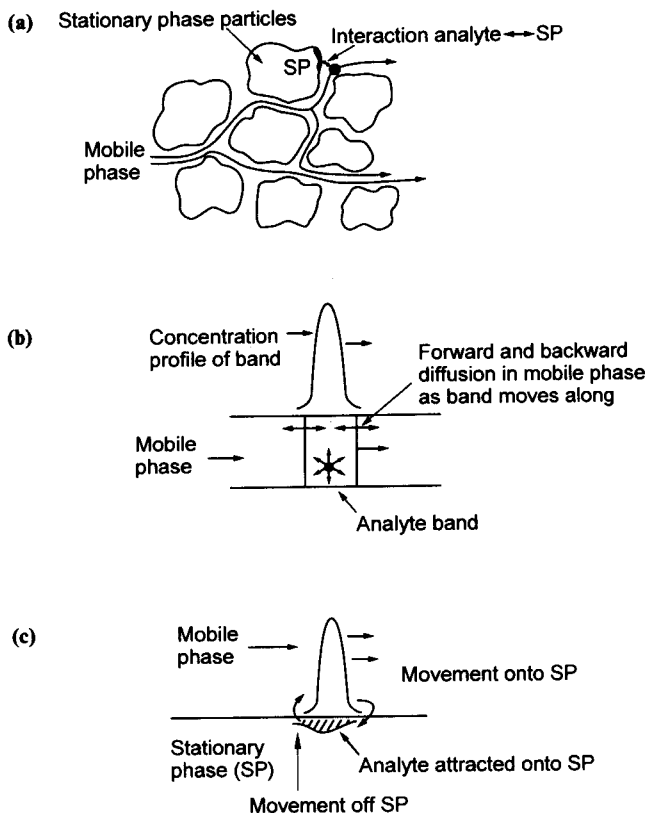 (a)
Stationary phase particles
Interaction analyte↔SP
SP
Mobile
phase
(b)
Concentration
profile of band
Forward and backward
diffusion in mobile phase
as band moves along
Mobile
phase
Analyte band
(c)
Mobile
phase
Movement onto SP
Stationary
phase (SP)
Analyte attracted onto SP
Movement off SP